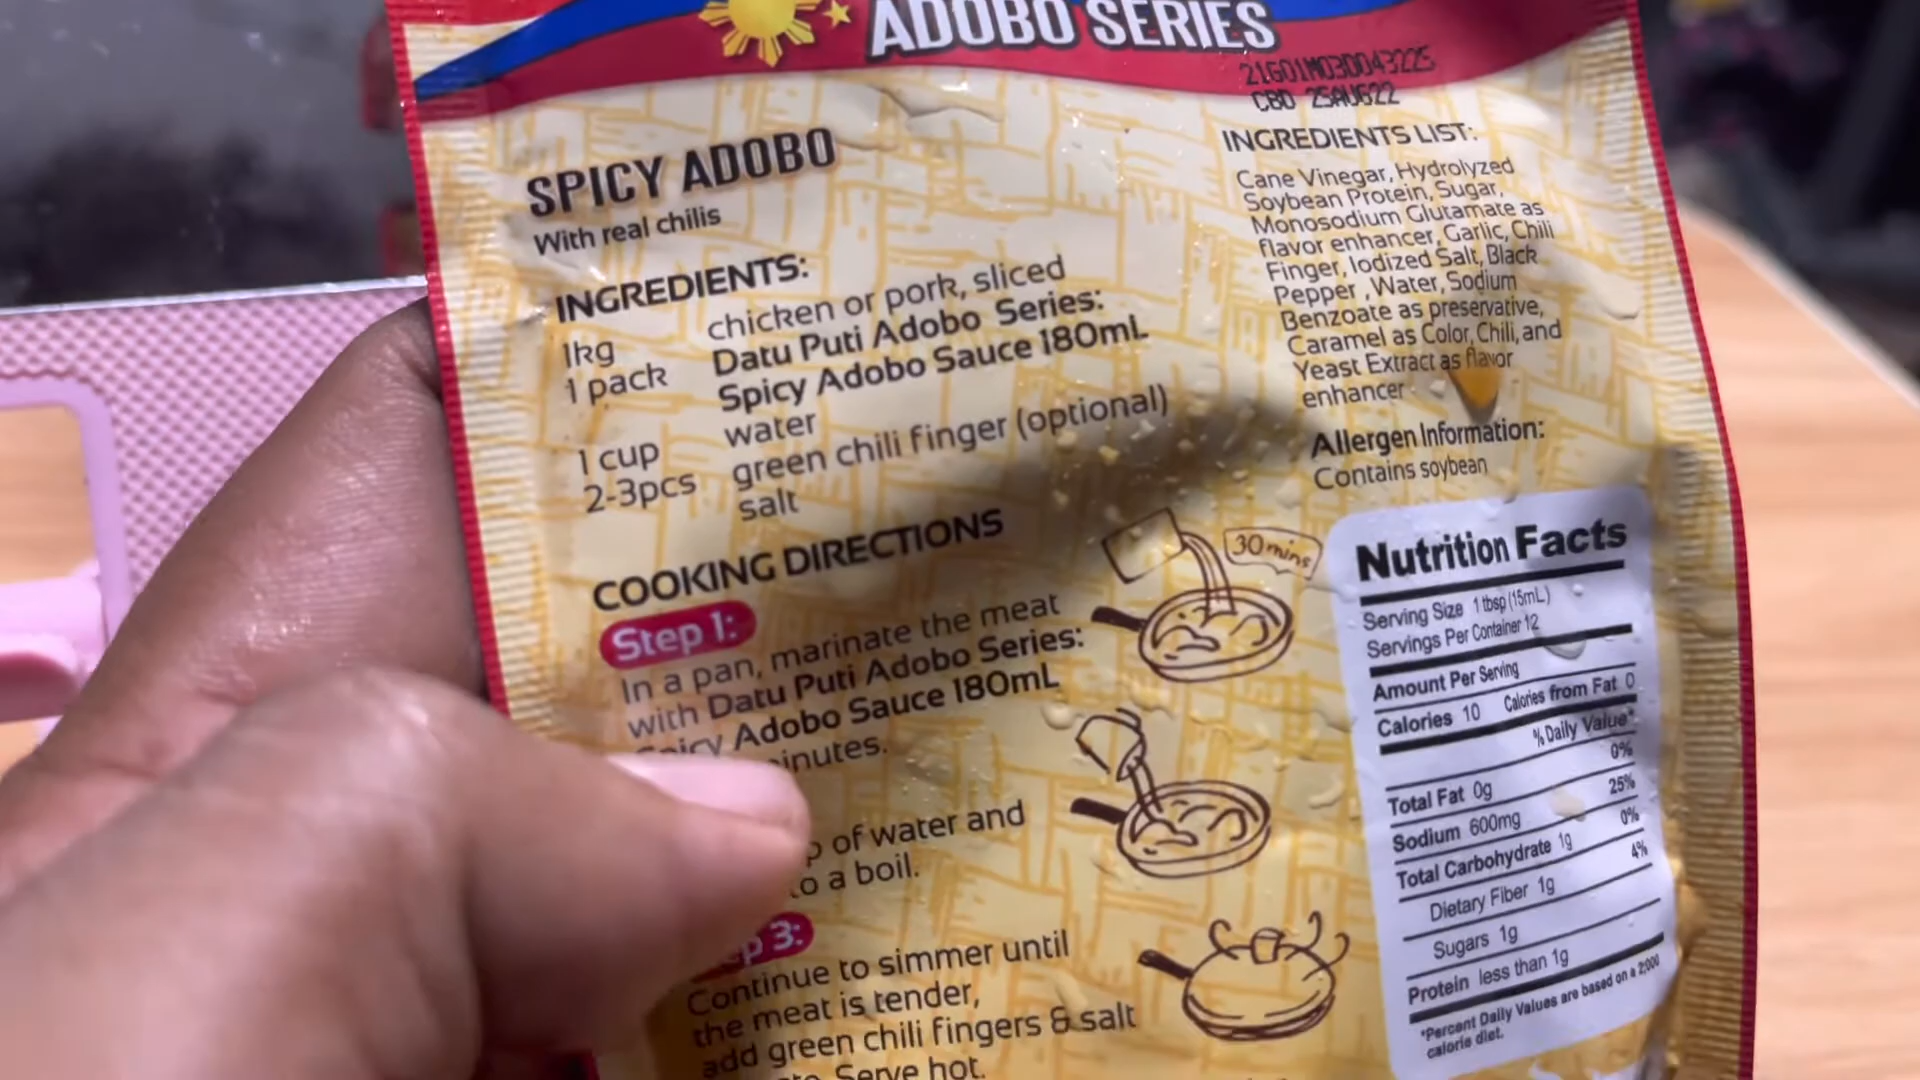 ADOBO SERIES
21G01M03D043225
CBD 25AUG22
SPICY ADOBO
With real chilis
INGREDIENTS:
1kg chicken or pork, sliced
1 pack Datu Puti Adobo Series:
Spicy Adobo Sauce 180mL
1 cup water
2-3pcs green chili finger (optional)
salt
COOKING DIRECTIONS
Step 1:
In a pan, marinate the meat
with Datu Puti Adobo Series:
Spicy Adobo Sauce 180mL
of water and
a boil.
3:
Continue to simmer until
the meat is tender,
add green chili fingers & salt
Serve hot.
30mins
INGREDIENTS LIST:
Cane Vinegar, Hydrolyzed
Soybean Protein, Sugar,
Monosodium Glutamate as
flavor enhancer, Garlic, Chili
Finger, Iodized Salt, Black
Pepper , Water, Sodium
Benzoate as preservative,
Caramel as Color, Chili, and
Yeast Extract as flavor
enhancer
Allergen Information:
Contains soybean
Nutrition Facts
Serving Size 1 tbsp (15mL)
Servings Per Container 12
Amount Per Serving
Calories 10 Calories from Fat 0
% Daily Value*
Total Fat 0g 0%
Sodium 600mg 25%
Total Carbohydrate 1g 0%
Dietary Fiber 1g 4%
Sugars 1g
Protein less than 1g
*Percent Daily Values are based on a 2,000
calorie diet.